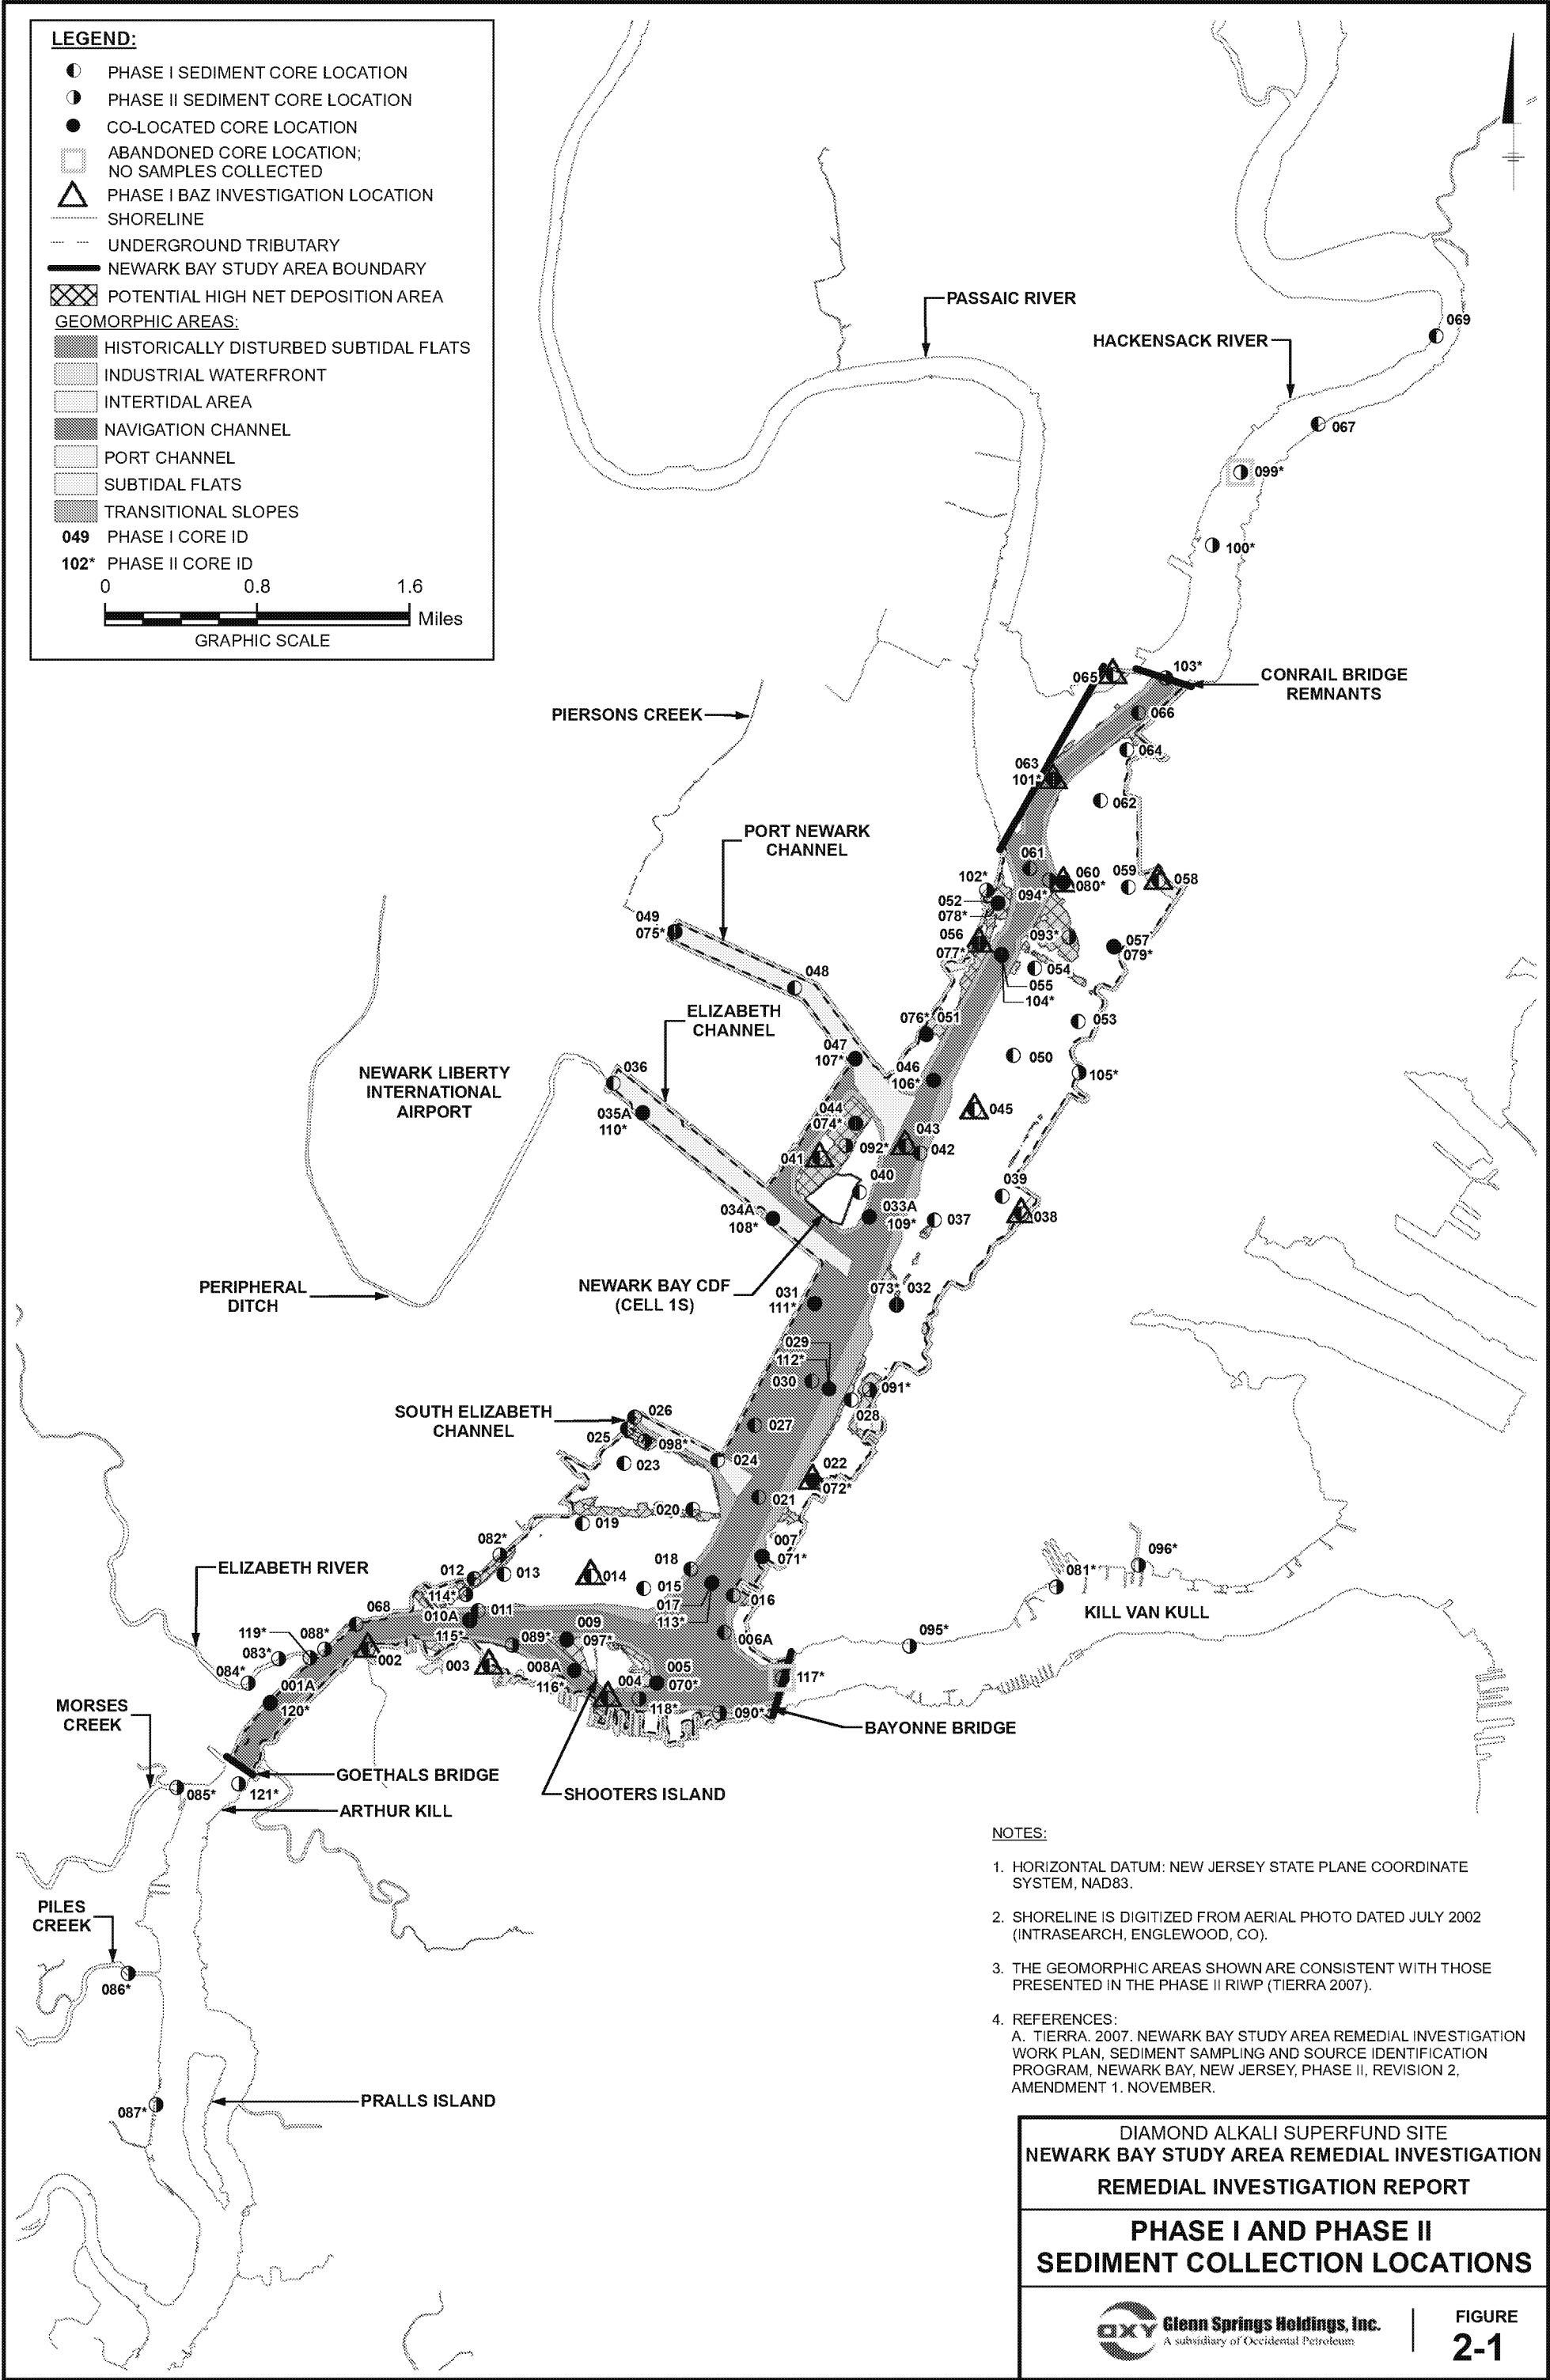 LEGEND:
PHASE I SEDIMENT CORE LOCATION
PHASE II SEDIMENT CORE LOCATION
CO-LOCATED CORE LOCATION
ABANDONED CORE LOCATION;
NO SAMPLES COLLECTED
PHASE I BAZ INVESTIGATION LOCATION
SHORELINE
UNDERGROUND TRIBUTARY
NEWARK BAY STUDY AREA BOUNDARY
POTENTIAL HIGH NET DEPOSITION AREA
GEOMORPHIC AREAS:
HISTORICALLY DISTURBED SUBTIDAL FLATS
INDUSTRIAL WATERFRONT
INTERTIDAL AREA
NAVIGATION CHANNEL
PORT CHANNEL
SUBTIDAL FLATS
TRANSITIONAL SLOPES
049 PHASE I CORE ID
102* PHASE II CORE ID
0 0.8 1.6
Miles
GRAPHIC SCALE
PASSAIC RIVER
069
HACKENSACK RIVER
067
099*
100*
103*
065
CONRAIL BRIDGE
REMNANTS
066
PIERSONS CREEK
064
063
101*
062
PORT NEWARK
CHANNEL
061
060
080*
059
058
102*
094*
052
078*
049
075*
056
077*
093*
057
079*
048
054
055
104*
ELIZABETH
CHANNEL
076*
051
053
047
107*
050
046
106*
105*
036
NEWARK LIBERTY
INTERNATIONAL
AIRPORT
035A
110*
044
074*
045
043
092*
042
041
040
039
034A
108*
033A
109*
037
038
PERIPHERAL
DITCH
NEWARK BAY CDF
(CELL 1S)
073*
032
031
111*
029
112*
030
091*
028
SOUTH ELIZABETH
CHANNEL
026
027
025
098*
023
024
022
072*
021
020
019
082*
007
071*
ELIZABETH RIVER
012
013
014
018
015
016
017
113*
096*
081*
KILL VAN KULL
114*
068
010A
011
115*
009
097*
006A
095*
119*
088*
083*
084*
002
003
089*
008A
116*
004
005
070*
117*
118*
090*
001A
120*
MORSES
CREEK
BAYONNE BRIDGE
GOETHALS BRIDGE
SHOOTERS ISLAND
085*
121*
ARTHUR KILL
PILES
CREEK
086*
087*
PRALLS ISLAND
NOTES:
1. HORIZONTAL DATUM: NEW JERSEY STATE PLANE COORDINATE
SYSTEM, NAD83.
2. SHORELINE IS DIGITIZED FROM AERIAL PHOTO DATED JULY 2002
(INTRASEARCH, ENGLEWOOD, CO).
3. THE GEOMORPHIC AREAS SHOWN ARE CONSISTENT WITH THOSE
PRESENTED IN THE PHASE II RIWP (TIERRA 2007).
4. REFERENCES:
A. TIERRA. 2007. NEWARK BAY STUDY AREA REMEDIAL INVESTIGATION
WORK PLAN, SEDIMENT SAMPLING AND SOURCE IDENTIFICATION
PROGRAM, NEWARK BAY, NEW JERSEY, PHASE II, REVISION 2,
AMENDMENT 1. NOVEMBER.
DIAMOND ALKALI SUPERFUND SITE
NEWARK BAY STUDY AREA REMEDIAL INVESTIGATION
REMEDIAL INVESTIGATION REPORT
PHASE I AND PHASE II
SEDIMENT COLLECTION LOCATIONS
OXY
Glenn Springs Holdings, Inc.
A subsidiary of Occidental Petroleum
FIGURE
2-1